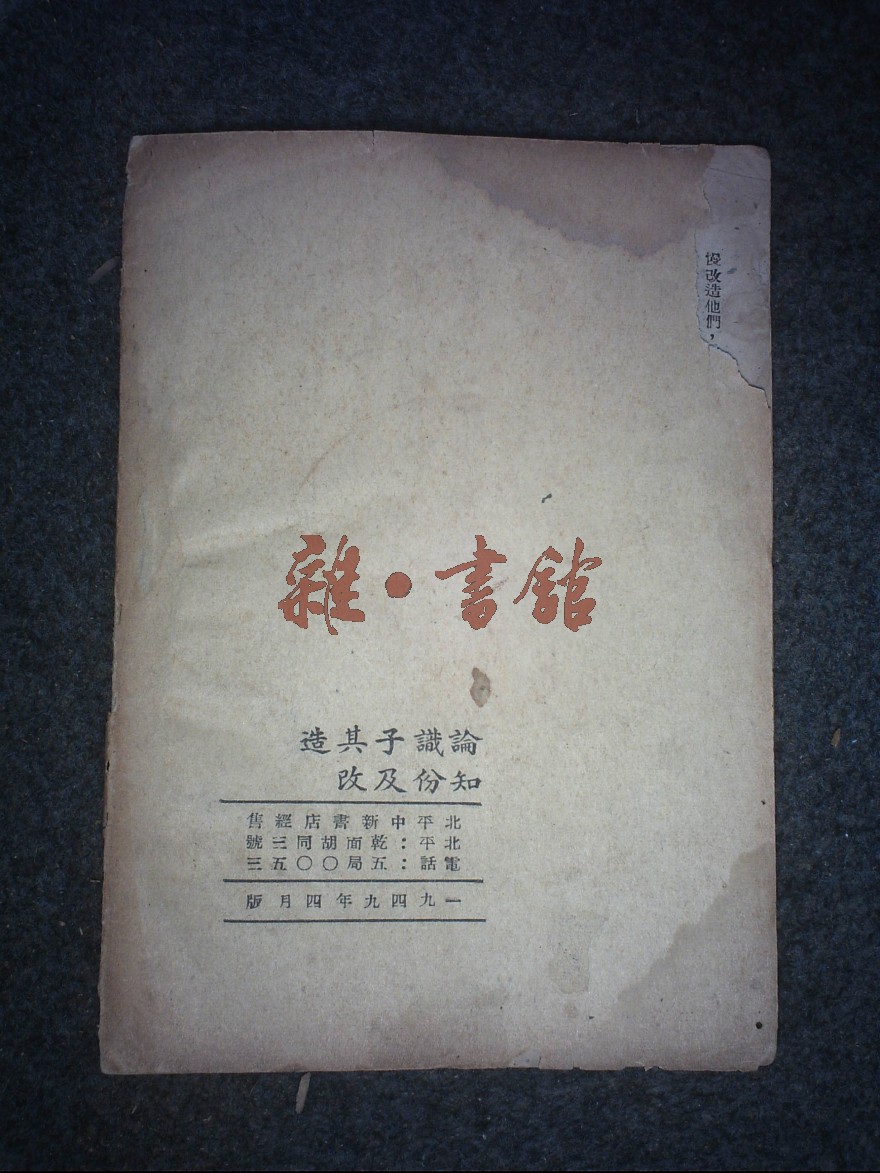 改造他們，
雜·書館
論知識份子及其改造
北平中新書店經售
北平：乾面胡同三號
電話：五局〇〇五三
一九四九年四月版